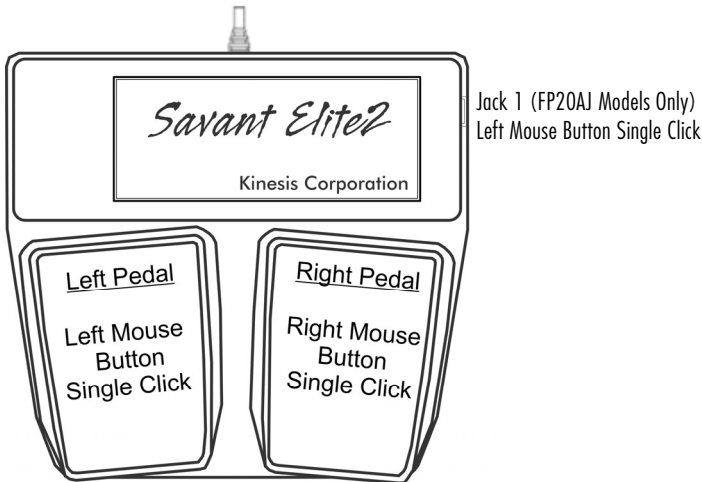 Savant Elite2
Kinesis Corporation
Jack 1 (FP20AJ Models Only)
Left Mouse Button Single Click
Left Pedal
Left Mouse
Button
Single Click
Right Pedal
Right Mouse
Button
Single Click